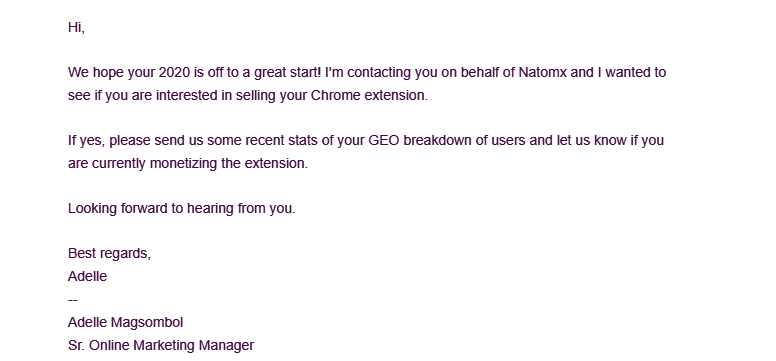 Hi,
We hope your 2020 is off to a great start! I'm contacting you on behalf of Natomx and I wanted to
see if you are interested in selling your Chrome extension.
If yes, please send us some recent stats of your GEO breakdown of users and let us know if you
are currently monetizing the extension.
Looking forward to hearing from you.
Best regards,
Adelle
--
Adelle Magsombol
Sr. Online Marketing Manager